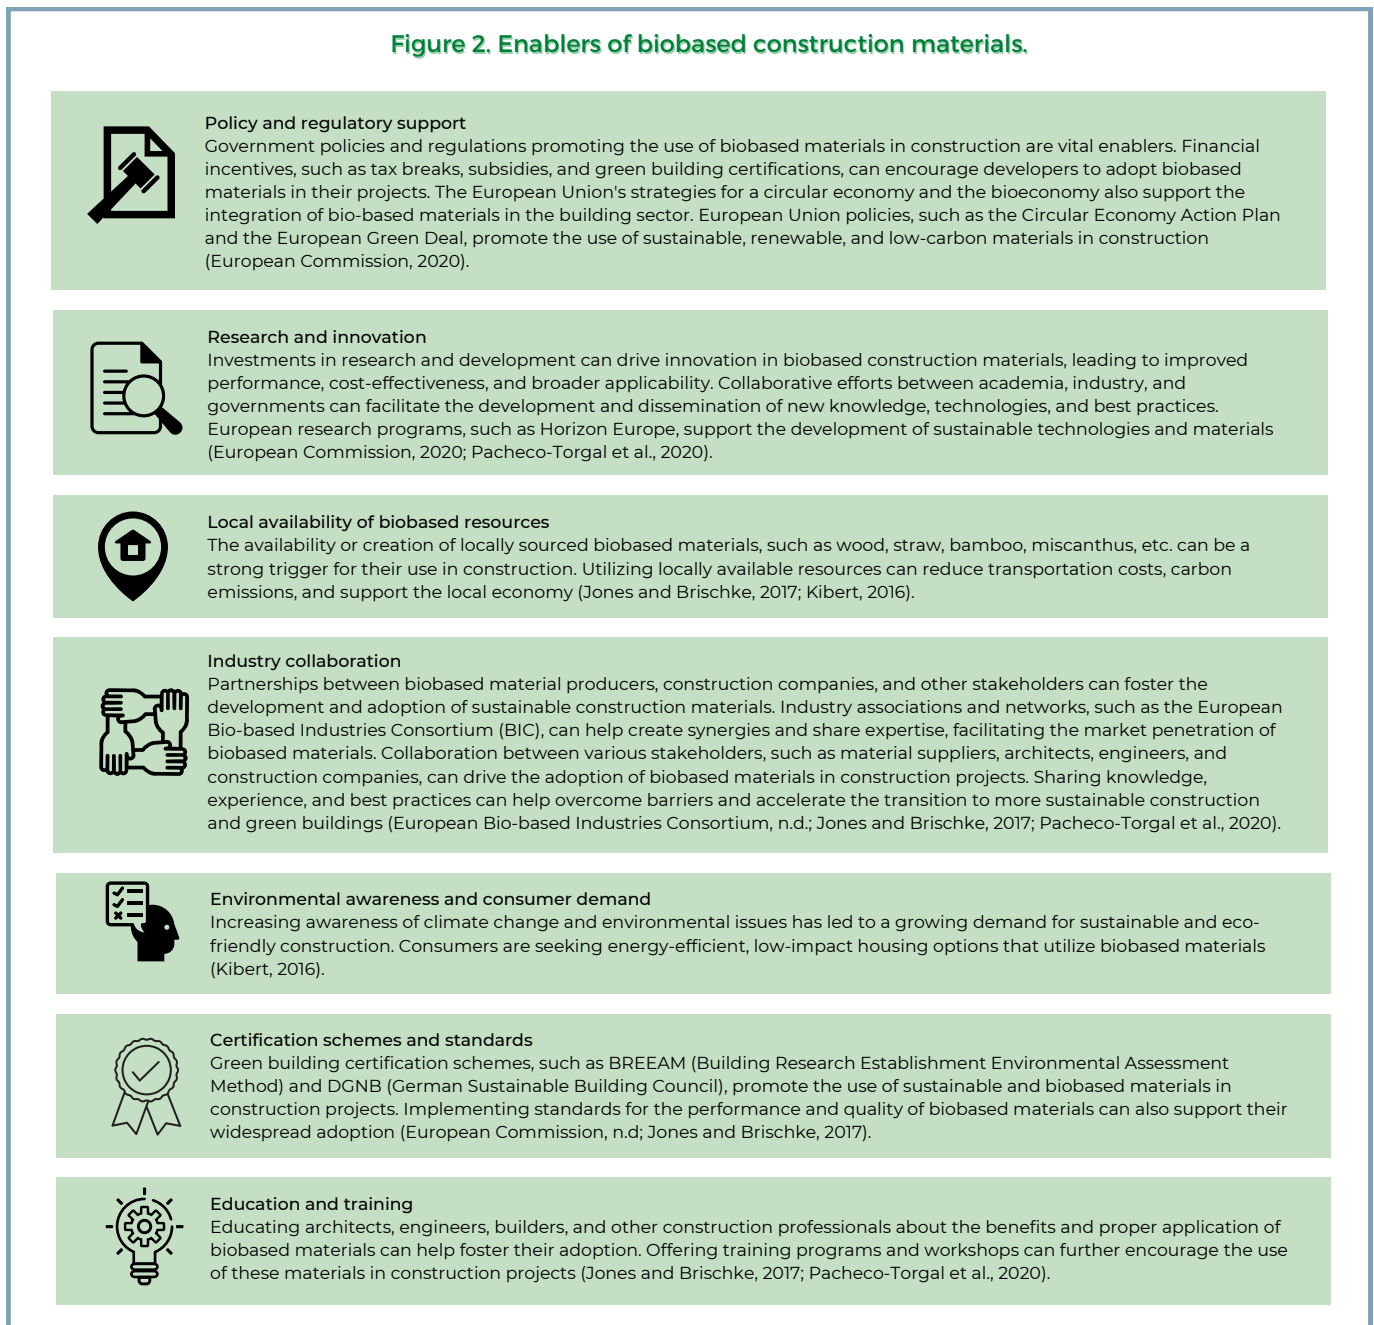 Figure 2. Enablers of biobased construction materials.
Policy and regulatory support
Government policies and regulations promoting the use of biobased materials in construction are vital enablers. Financial
incentives, such as tax breaks, subsidies, and green building certifications, can encourage developers to adopt biobased
materials in their projects. The European Union's strategies for a circular economy and the bioeconomy also support the
integration of bio-based materials in the building sector. European Union policies, such as the Circular Economy Action Plan
and the European Green Deal, promote the use of sustainable, renewable, and low-carbon materials in construction
(European Commission, 2020).
Research and innovation
Investments in research and development can drive innovation in biobased construction materials, leading to improved
performance, cost-effectiveness, and broader applicability. Collaborative efforts between academia, industry, and
governments can facilitate the development and dissemination of new knowledge, technologies, and best practices.
European research programs, such as Horizon Europe, support the development of sustainable technologies and materials
(European Commission, 2020; Pacheco-Torgal et al., 2020).
Local availability of biobased resources
The availability or creation of locally sourced biobased materials, such as wood, straw, bamboo, miscanthus, etc. can be a
strong trigger for their use in construction. Utilizing locally available resources can reduce transportation costs, carbon
emissions, and support the local economy (Jones and Brischke, 2017; Kibert, 2016).
Industry collaboration
Partnerships between biobased material producers, construction companies, and other stakeholders can foster the
development and adoption of sustainable construction materials. Industry associations and networks, such as the European
Bio-based Industries Consortium (BIC), can help create synergies and share expertise, facilitating the market penetration of
biobased materials. Collaboration between various stakeholders, such as material suppliers, architects, engineers, and
construction companies, can drive the adoption of biobased materials in construction projects. Sharing knowledge,
experience, and best practices can help overcome barriers and accelerate the transition to more sustainable construction
and green buildings (European Bio-based Industries Consortium, n.d.; Jones and Brischke, 2017; Pacheco-Torgal et al., 2020).
Environmental awareness and consumer demand
Increasing awareness of climate change and environmental issues has led to a growing demand for sustainable and eco-
friendly construction. Consumers are seeking energy-efficient, low-impact housing options that utilize biobased materials
(Kibert, 2016).
Certification schemes and standards
Green building certification schemes, such as BREEAM (Building Research Establishment Environmental Assessment
Method) and DGNB (German Sustainable Building Council), promote the use of sustainable and biobased materials in
construction projects. Implementing standards for the performance and quality of biobased materials can also support their
widespread adoption (European Commission, n.d; Jones and Brischke, 2017).
Education and training
Educating architects, engineers, builders, and other construction professionals about the benefits and proper application of
biobased materials can help foster their adoption. Offering training programs and workshops can further encourage the use
of these materials in construction projects (Jones and Brischke, 2017; Pacheco-Torgal et al., 2020).